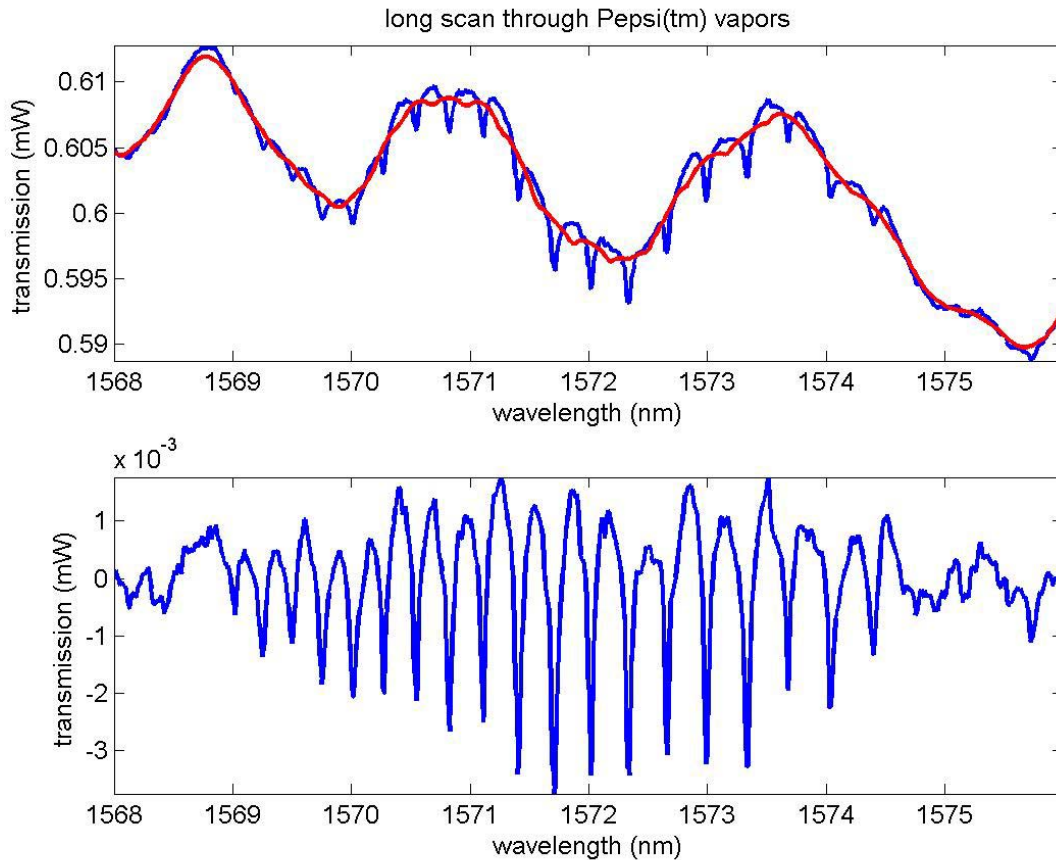 long scan through Pepsi(tm) vapors
transmission (mW)
0.61
0.605
0.6
0.595
0.59
1568 1569 1570 1571 1572 1573 1574 1575
wavelength (nm)
x 10-3
transmission (mW)
1
0
-1
-2
-3
1568 1569 1570 1571 1572 1573 1574 1575
wavelength (nm)